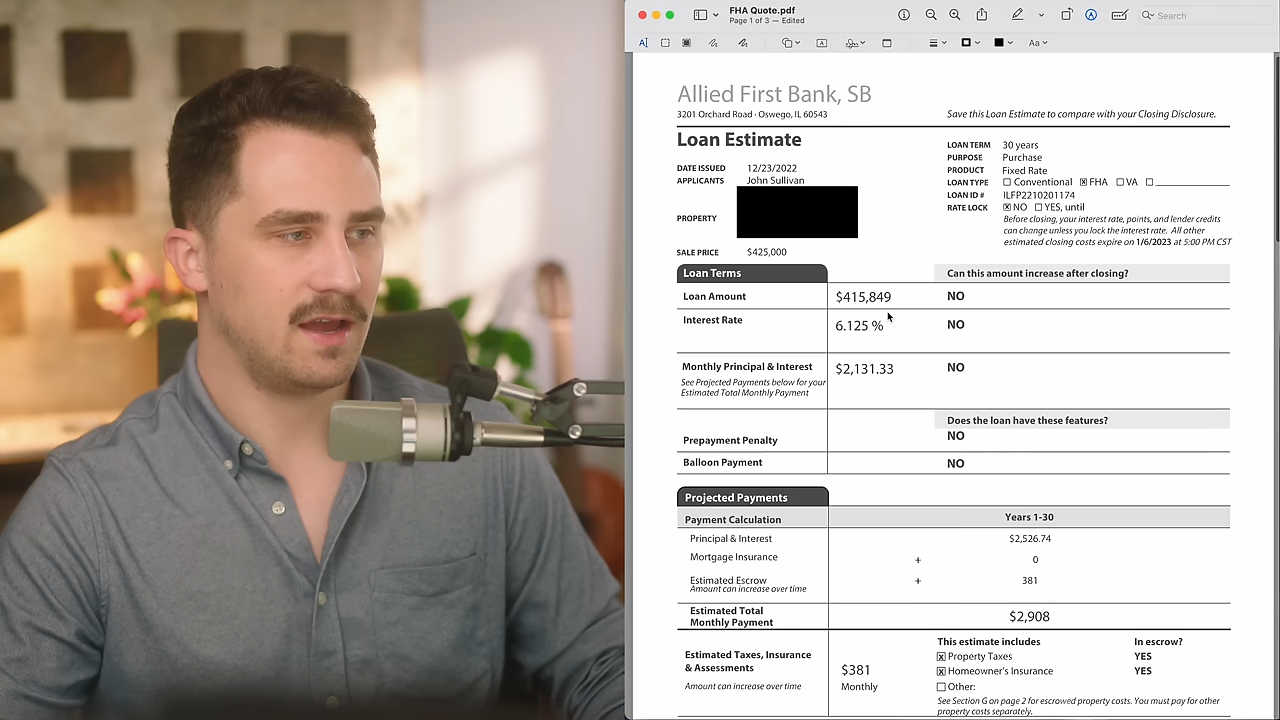 FHA Quote.pdf
Page 1 of 3 — Edited
Search
Aa
Allied First Bank, SB
3201 Orchard Road · Oswego, IL 60543
Save this Loan Estimate to compare with your Closing Disclosure.
Loan Estimate
DATE ISSUED 12/23/2022
APPLICANTS John Sullivan
PROPERTY
SALE PRICE $425,000
LOAN TERM 30 years
PURPOSE Purchase
PRODUCT Fixed Rate
LOAN TYPE Conventional FHA VA
LOAN ID # ILFP2210201174
RATE LOCK NO YES, until
Before closing, your interest rate, points, and lender credits
can change unless you lock the interest rate. All other
estimated closing costs expire on 1/6/2023 at 5:00 PM CST
Loan Terms Can this amount increase after closing?
Loan Amount $415,849 NO
Interest Rate 6.125 % NO
Monthly Principal & Interest $2,131.33 NO
See Projected Payments below for your
Estimated Total Monthly Payment
Does the loan have these features?
Prepayment Penalty NO
Balloon Payment NO
Projected Payments
Payment Calculation Years 1-30
Principal & Interest $2,526.74
Mortgage Insurance + 0
Estimated Escrow + 381
Amount can increase over time
Estimated Total
Monthly Payment $2,908
Estimated Taxes, Insurance
& Assessments
Amount can increase over time
$381
Monthly
This estimate includes In escrow?
Property Taxes YES
Homeowner's Insurance YES
Other:
See Section G on page 2 for escrowed property costs. You must pay for other
property costs separately.